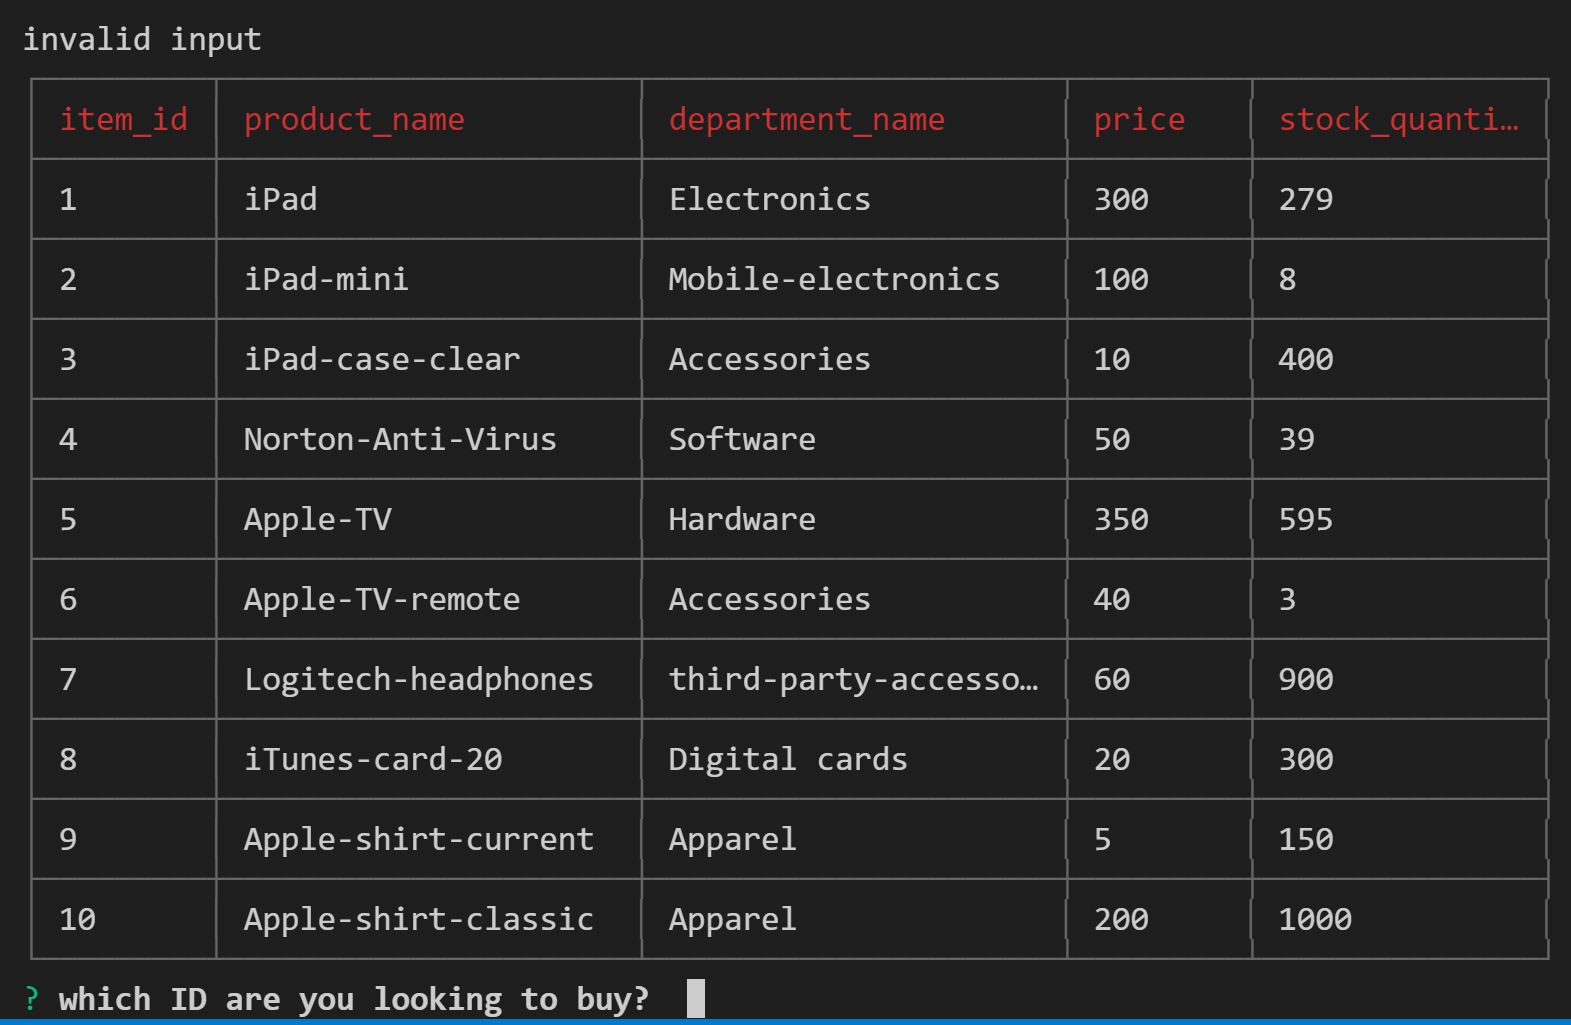 invalid input
item_id product_name department_name price stock_quanti…
1 iPad Electronics 300 279
2 iPad-mini Mobile-electronics 100 8
3 iPad-case-clear Accessories 10 400
4 Norton-Anti-Virus Software 50 39
5 Apple-TV Hardware 350 595
6 Apple-TV-remote Accessories 40 3
7 Logitech-headphones third-party-accesso… 60 900
8 iTunes-card-20 Digital cards 20 300
9 Apple-shirt-current Apparel 5 150
10 Apple-shirt-classic Apparel 200 1000
? which ID are you looking to buy?